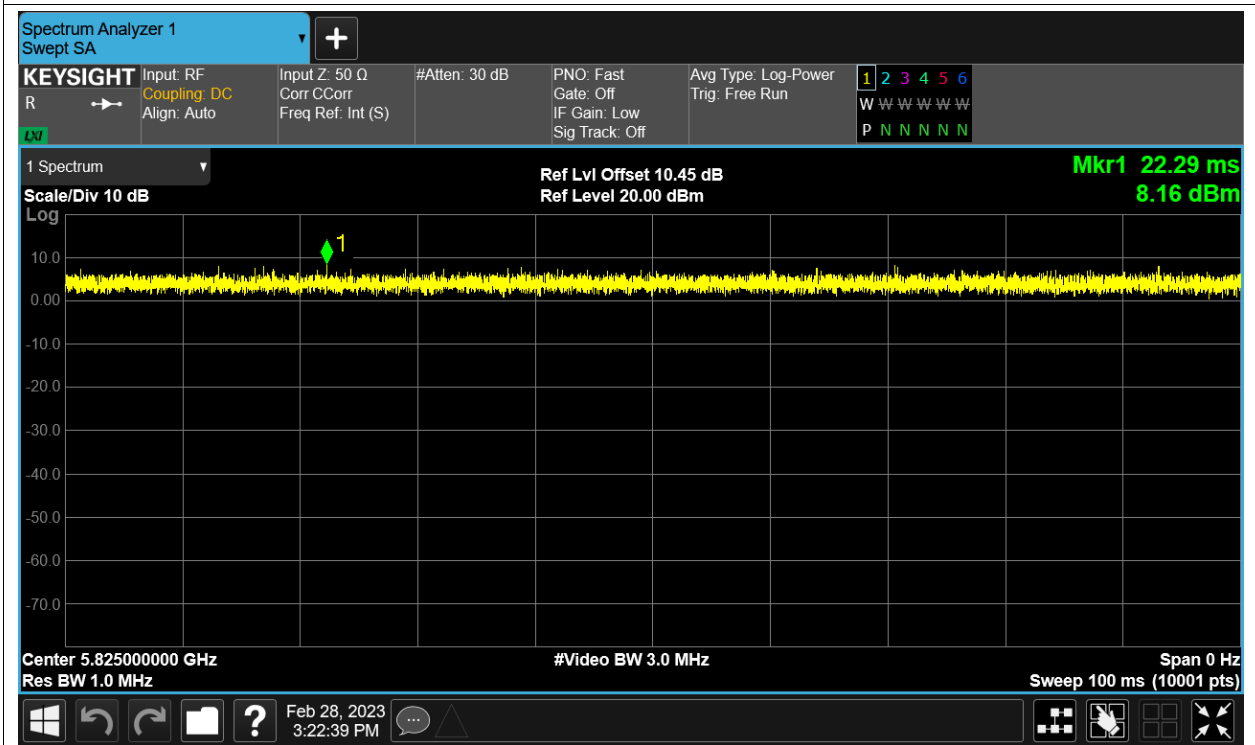 Spectrum Analyzer 1
Swept SA
KEYSIGHT
R
LXI
Input: RF
Coupling: DC
Align: Auto
Input Z: 50 Ω
Corr CCorr
Freq Ref: Int (S)
#Atten: 30 dB
PNO: Fast
Gate: Off
IF Gain: Low
Sig Track: Off
Avg Type: Log-Power
Trig: Free Run
1 2 3 4 5 6
W W W W W W
P N N N N N
1 Spectrum
Scale/Div 10 dB
Log
Ref Lvl Offset 10.45 dB
Ref Level 20.00 dBm
Mkr1 22.29 ms
8.16 dBm
1
10.0
0.00
-10.0
-20.0
-30.0
-40.0
-50.0
-60.0
-70.0
Center 5.825000000 GHz
Res BW 1.0 MHz
#Video BW 3.0 MHz
Span 0 Hz
Sweep 100 ms (10001 pts)
?
Feb 28, 2023
3:22:39 PM